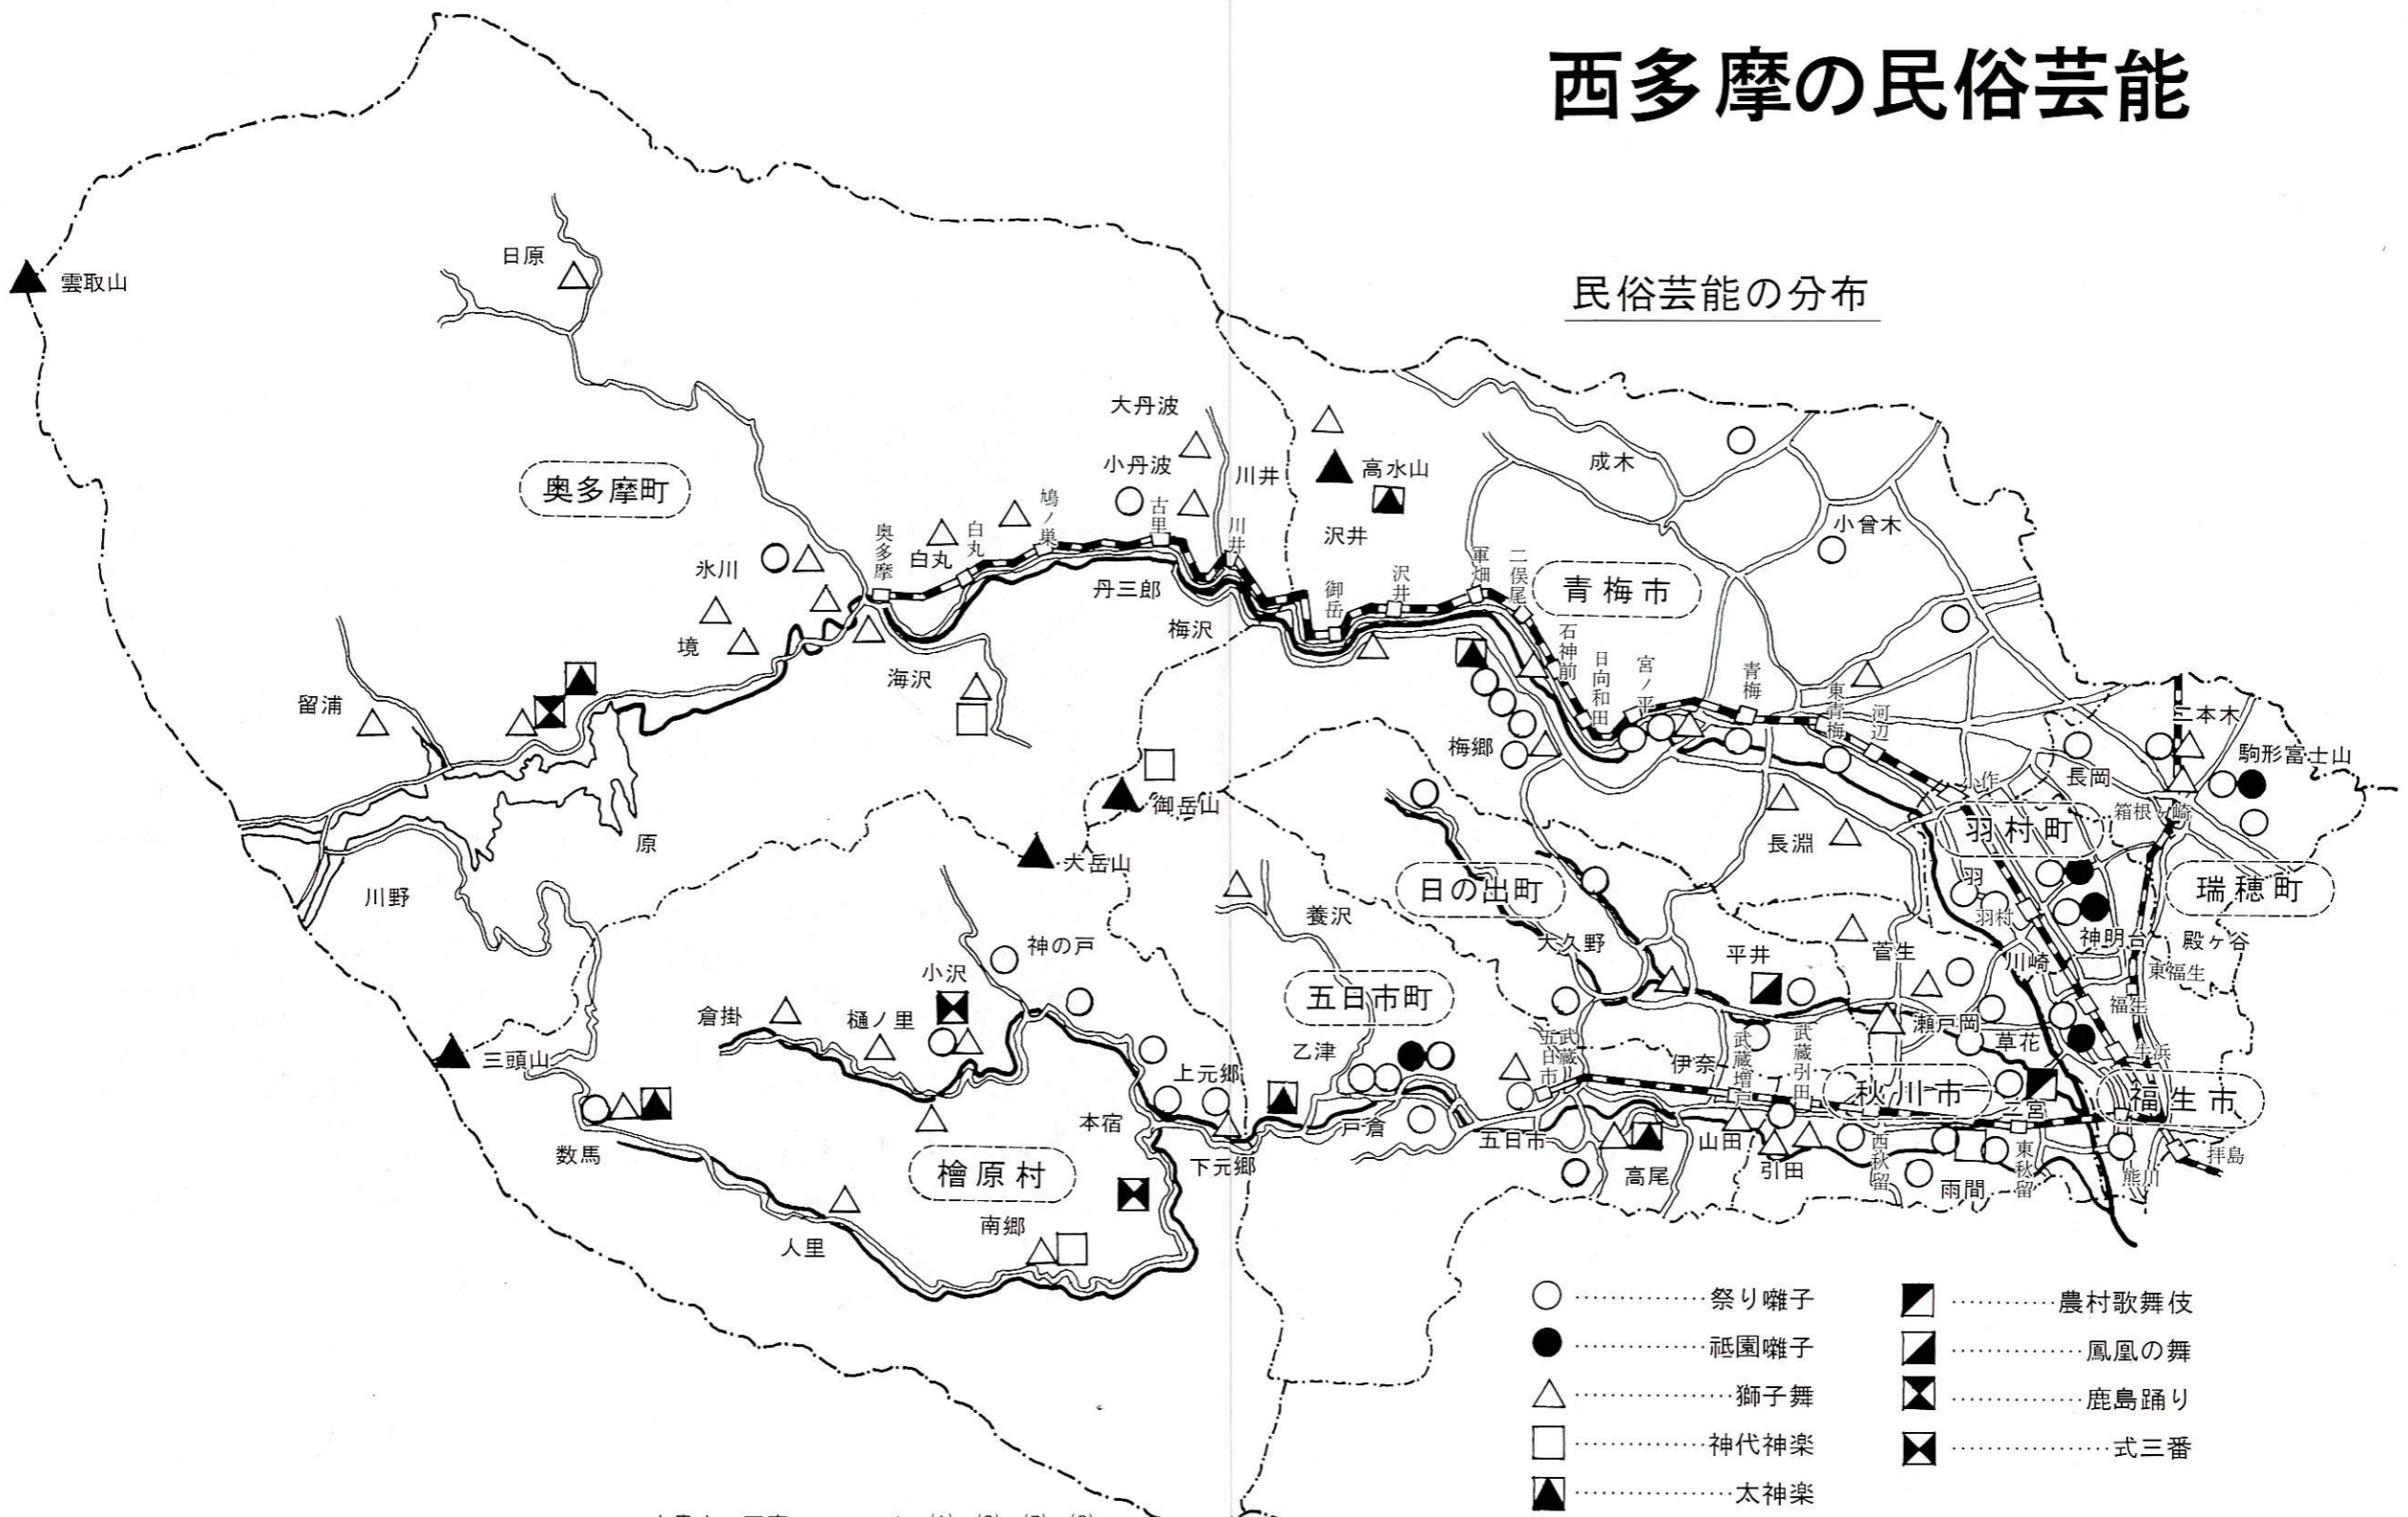 西多摩の民俗芸能
民俗芸能の分布
雲取山
日原
奥多摩町
大丹波
小丹波
川井
高水山
沢井
成木
小曾木
青梅市
氷川
境
留浦
原
川野
奥多摩
白丸
白丸
鳩ノ巣
古里
川井
丹三郎
梅沢
海沢
御岳
沢井
軍畑
二俣尾
石神前
日向和田
宮ノ平
青梅
東青梅
河辺
小作
梅郷
長淵
御岳山
大岳山
二本木
駒形富士山
長岡
箱根ヶ崎
羽村町
瑞穂町
羽
羽村
神明台
殿ヶ谷
川崎
東福生
福生
牛浜
福生市
拝島
熊川
日の出町
大久野
平井
菅生
瀬戸岡
草花
養沢
五日市町
乙津
戸倉
五日市
武蔵五日市
伊奈
武蔵増戸
武蔵引田
秋川市
二宮
高尾
山田
引田
西秋留
雨間
東秋留
神の戸
小沢
倉掛
樋ノ里
三頭山
数馬
人里
檜原村
南郷
本宿
上元郷
下元郷
○…………祭り囃子
●…………祇園囃子
△…………獅子舞
□…………神代神楽
…………太神楽
…………農村歌舞伎
…………鳳凰の舞
…………鹿島踊り
…………式三番